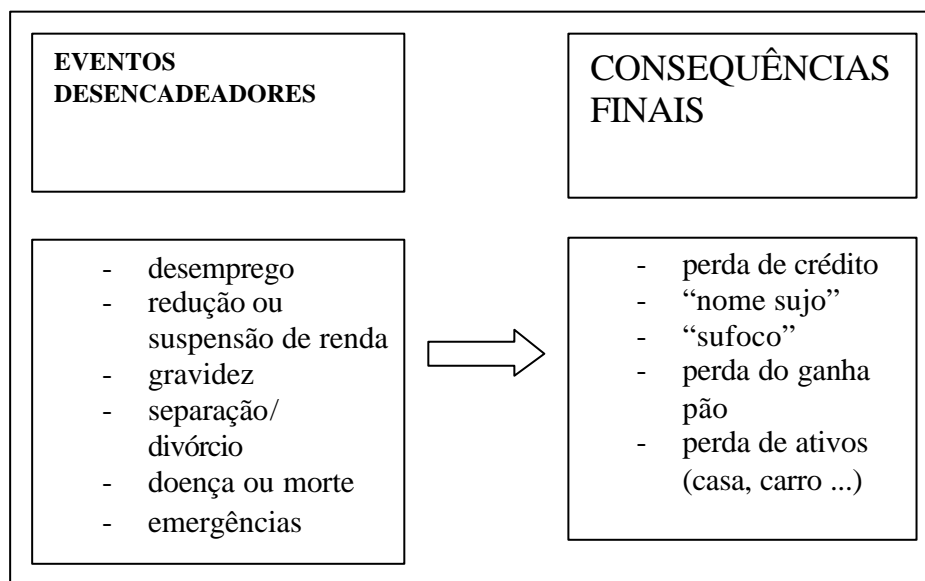 EVENTOS
DESENCADEADORES
CONSEQUÊNCIAS
FINAIS
- desemprego
- redução ou
suspensão de renda
- gravidez
- separação/
divórcio
- doença ou morte
- emergências
- perda de crédito
- “nome sujo”
- “sufoco”
- perda do ganha
pão
- perda de ativos
(casa, carro ...)